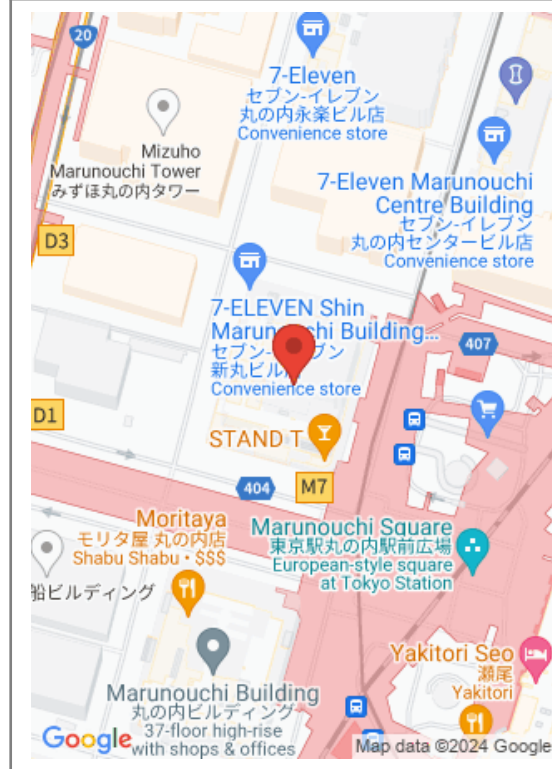 20
7-Eleven
セブン-イレブン
丸の内永楽ビル店
Convenience store
Mizuho
Marunouchi Tower
みずほ丸の内タワー
7-Eleven Marunouchi
Centre Building
セブン-イレブン
丸の内センタービル店
Convenience store
D3
7-ELEVEN Shin
Marunouchi Building...
セブン-イレブン
新丸ビル
Convenience store
407
D1
STAND T
404
M7
Moritaya
モリタ屋 丸の内店
Shabu Shabu • $$$
Marunouchi Square
東京駅丸の内駅前広場
European-style square
at Tokyo Station
船ビルディング
Yakitori Seo
瀬尾
Yakitori
Marunouchi Building
丸の内ビルディング
37-floor high-rise
with shops & offices
Google
Map data ©2024 Google